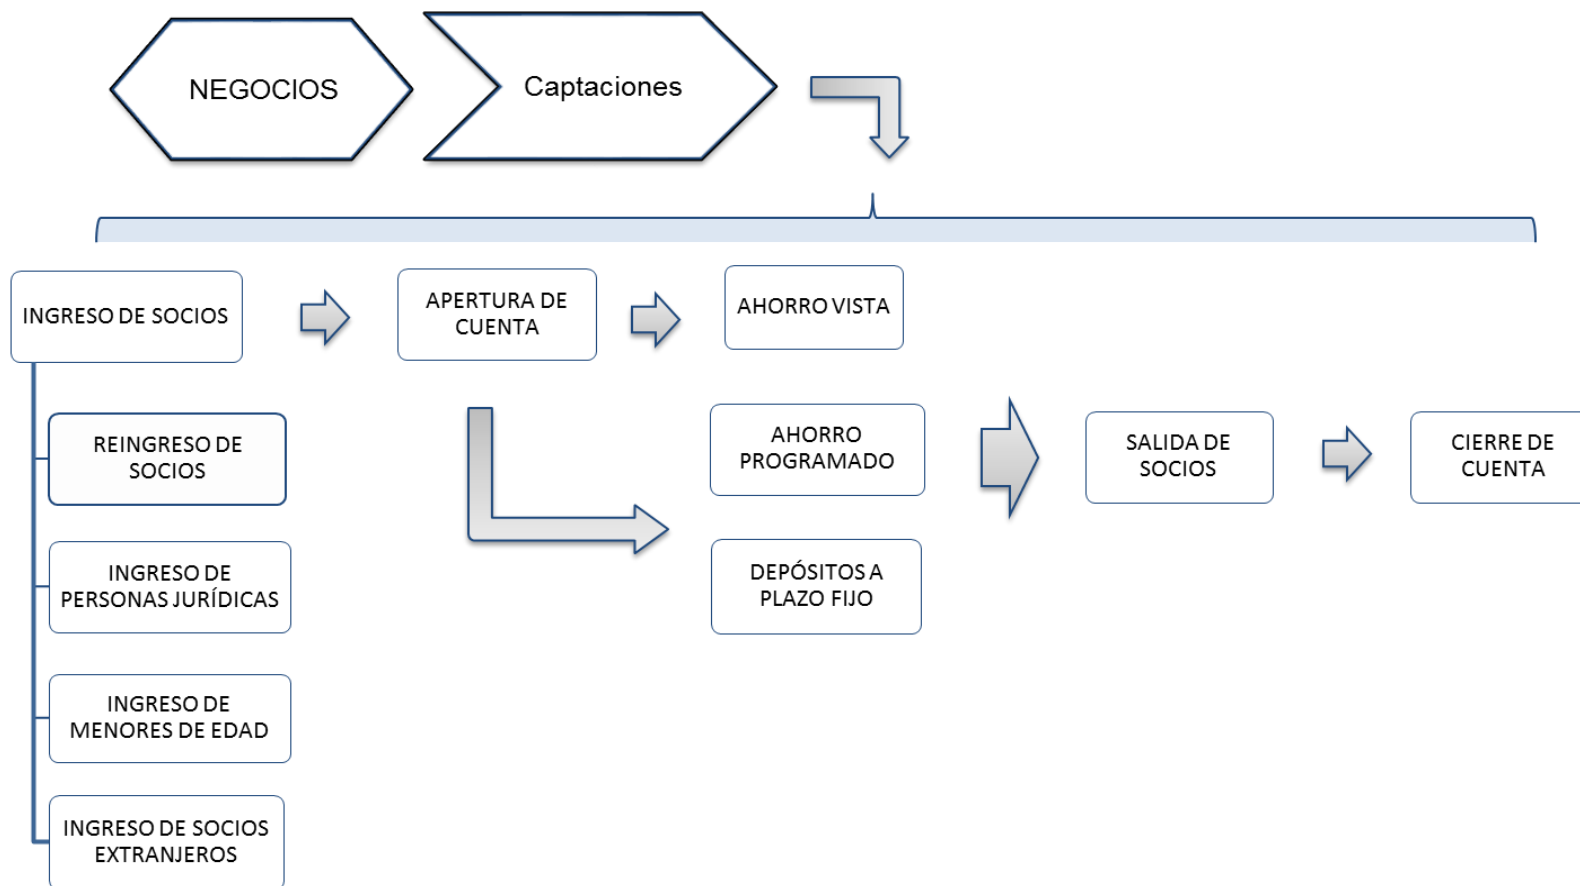 NEGOCIOS
Captaciones
INGRESO DE SOCIOS
APERTURA DE
CUENTA
AHORRO VISTA
REINGRESO DE
SOCIOS
AHORRO
PROGRAMADO
SALIDA DE
SOCIOS
CIERRE DE
CUENTA
INGRESO DE
PERSONAS JURÍDICAS
DEPÓSITOS A
PLAZO FIJO
INGRESO DE
MENORES DE EDAD
INGRESO DE SOCIOS
EXTRANJEROS